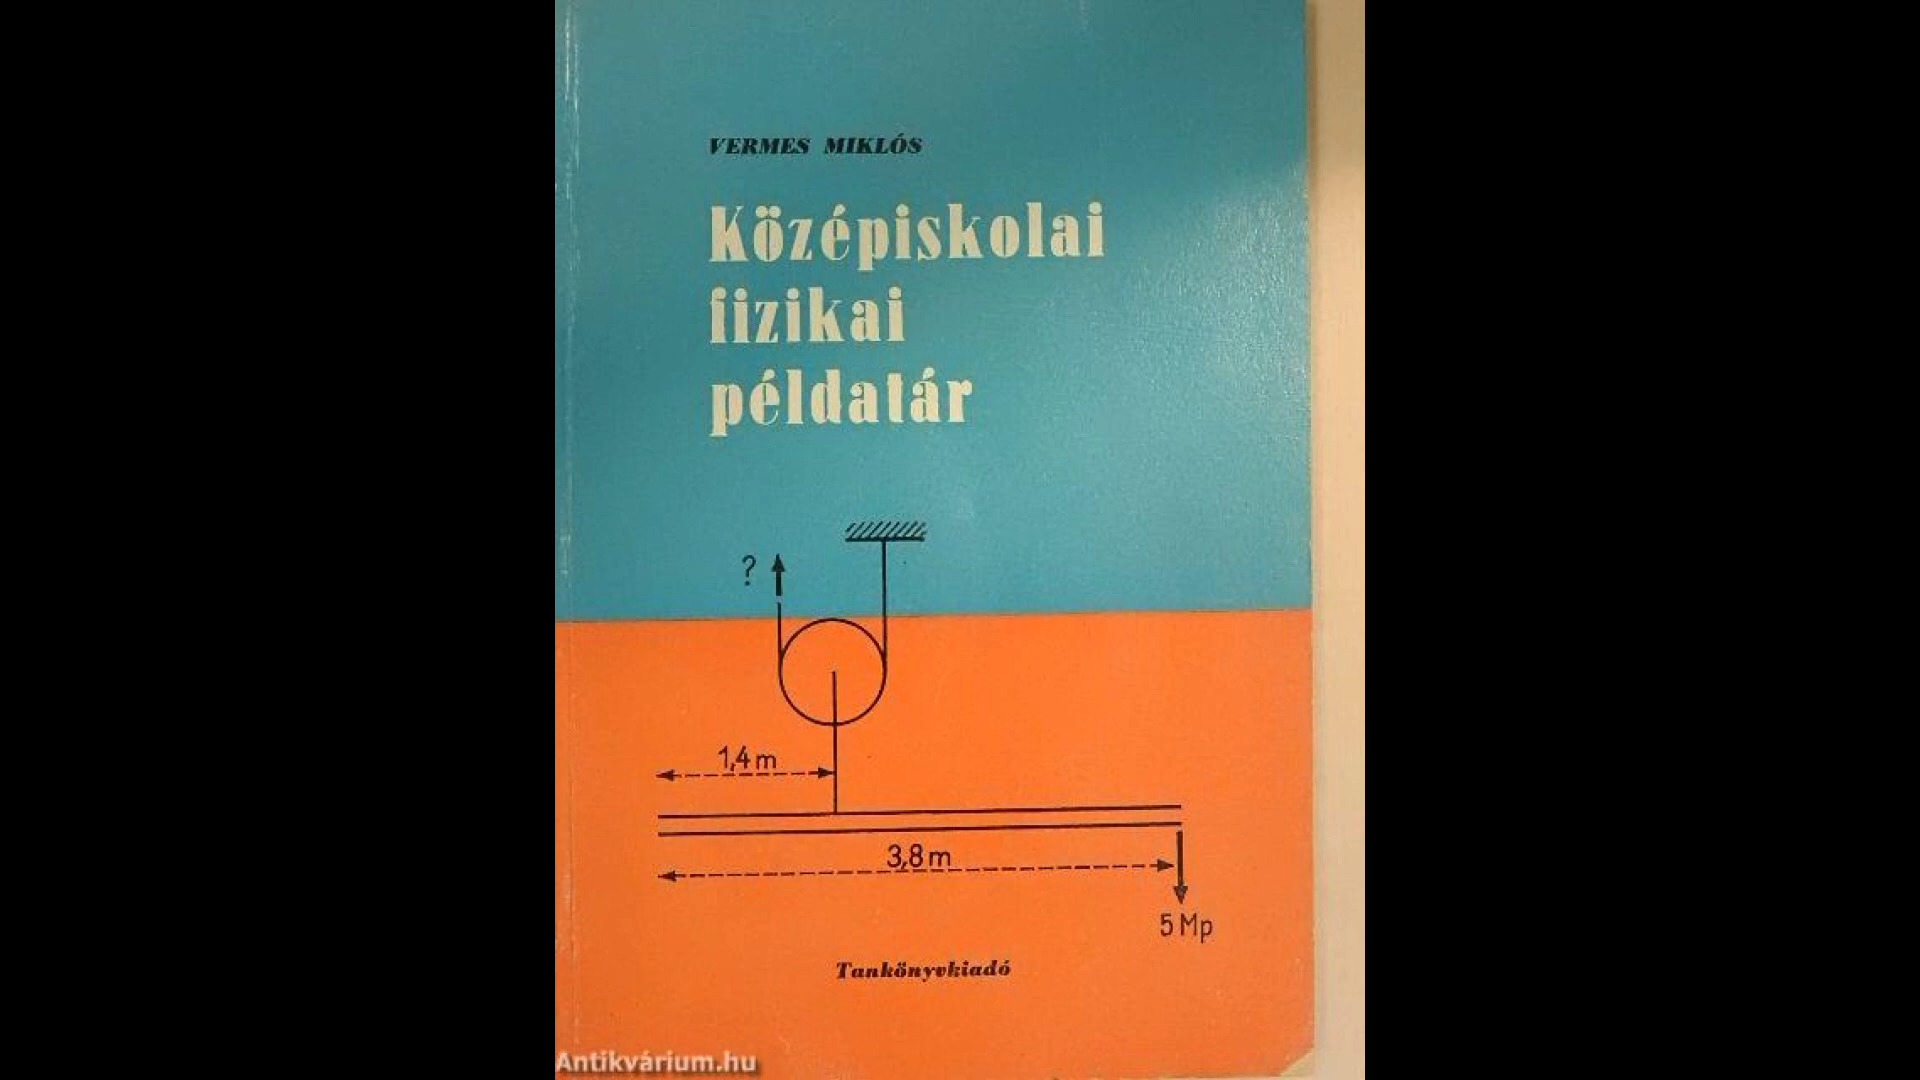 VERMES MIKLÓS
Középiskolai
fizikai
példatár
?
1,4 m
3,8 m
5 Mp
Tankönyvkiadó
Antikvárium.hu